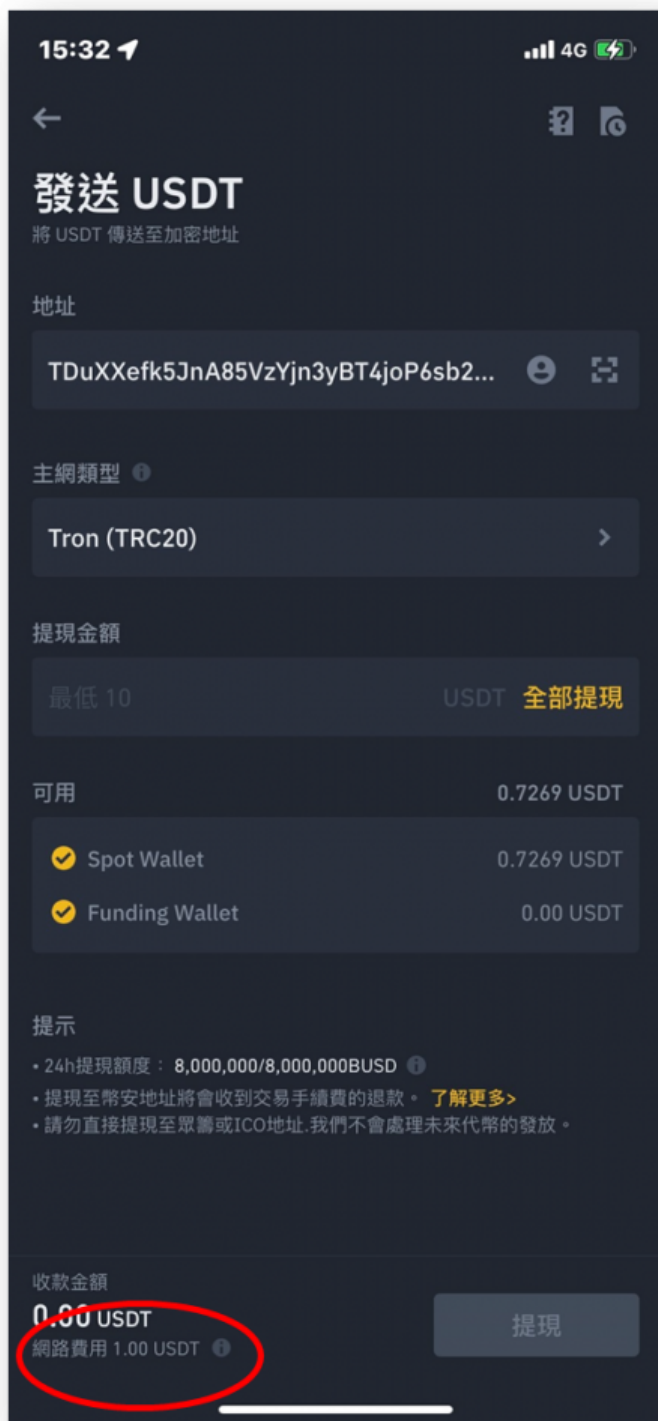 15:32
4G
發送 USDT
將 USDT 傳送至加密地址
地址
TDuXXefk5JnA85VzYjn3yBT4joP6sb2...
主網類型
Tron (TRC20)
提現金額
最低 10 USDT 全部提現
可用 0.7269 USDT
Spot Wallet 0.7269 USDT
Funding Wallet 0.00 USDT
提示
• 24h提現額度： 8,000,000/8,000,000BUSD
• 提現至幣安地址將會收到交易手續費的退款。 了解更多>
• 請勿直接提現至眾籌或ICO地址.我們不會處理未來代幣的發放。
收款金額
0.00 USDT
網路費用 1.00 USDT
提現